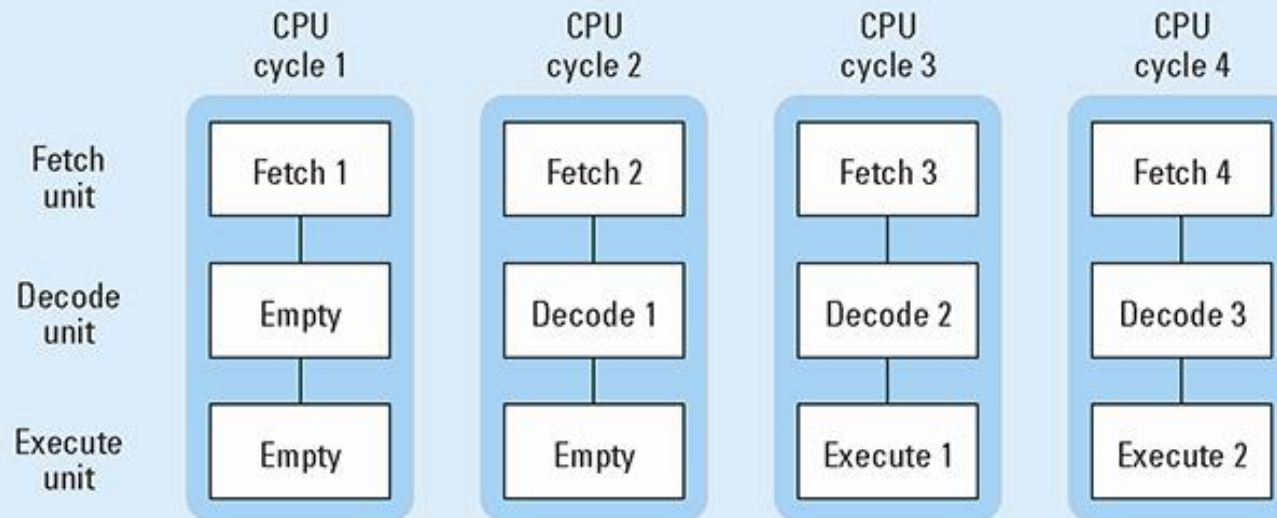 CPU
cycle 1
CPU
cycle 2
CPU
cycle 3
CPU
cycle 4
Fetch
unit
Fetch 1
Fetch 2
Fetch 3
Fetch 4
Decode
unit
Empty
Decode 1
Decode 2
Decode 3
Execute
unit
Empty
Empty
Execute 1
Execute 2